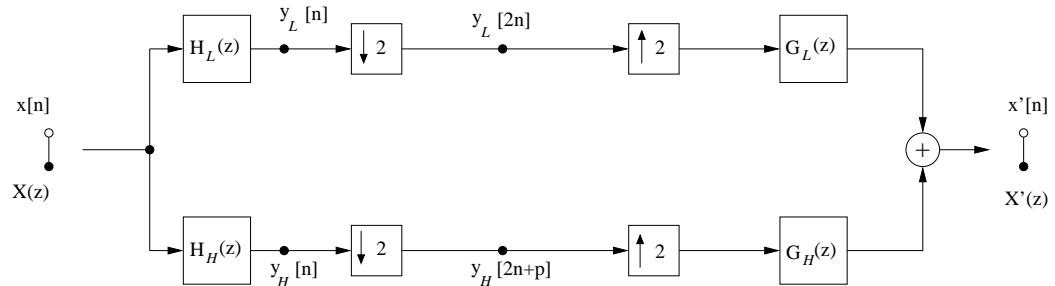 y_L [n]
y_L [2n]
H_L(z)
↓ 2
↑ 2
G_L(z)
x[n]
x'[n]
+
X(z)
X'(z)
H_H(z)
↓ 2
↑ 2
G_H(z)
y_H [n]
y_H [2n+p]